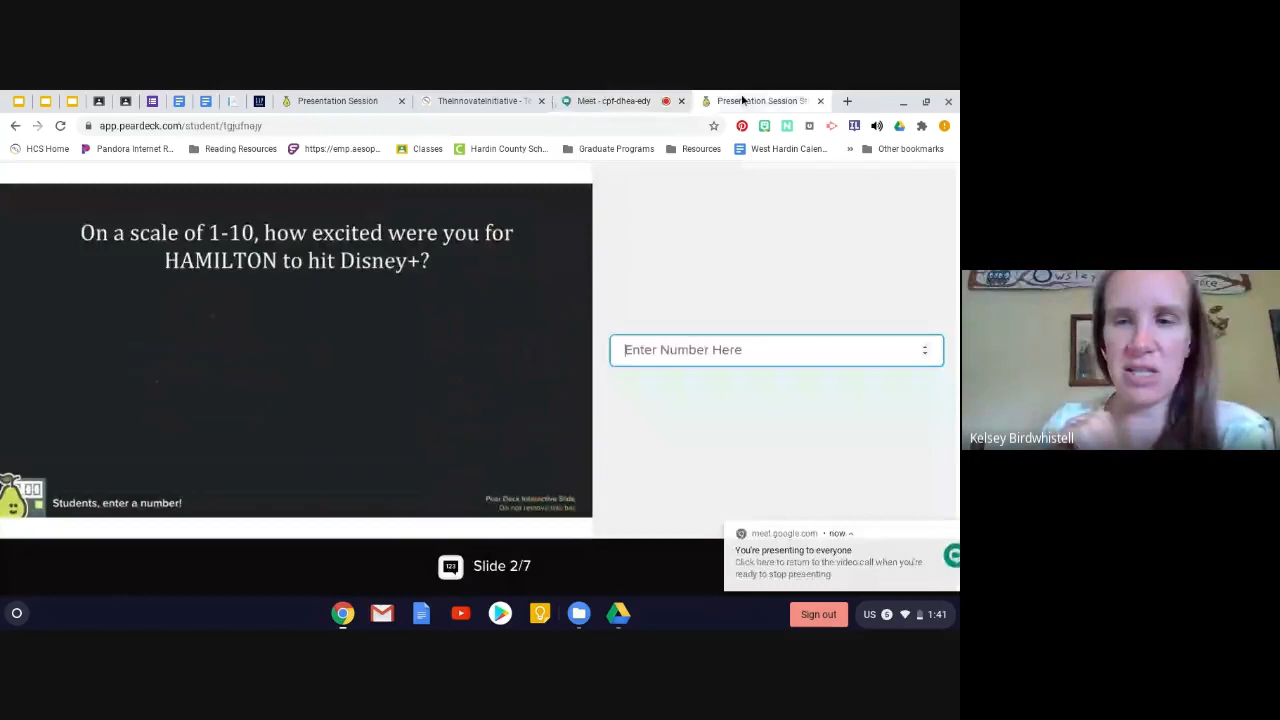 Presentation Session
TheInnovateInitiative - Te
Meet - cpf-dhea-edy
Presentation Session St
app.peardeck.com/student/tgjufnajy
HCS Home
Pandora Internet R...
Reading Resources
https://emp.aesop...
Classes
Hardin County Sch...
Graduate Programs
Resources
West Hardin Calen...
»
Other bookmarks
On a scale of 1-10, how excited were you for
HAMILTON to hit Disney+?
Enter Number Here
Students, enter a number!
Pear Deck Interactive Slide
Do not remove this bar
Kelsey Birdwhistell
meet.google.com • now
You're presenting to everyone
Click here to return to the video call when you're
ready to stop presenting
123
Slide 2/7
Sign out
US
6
1:41